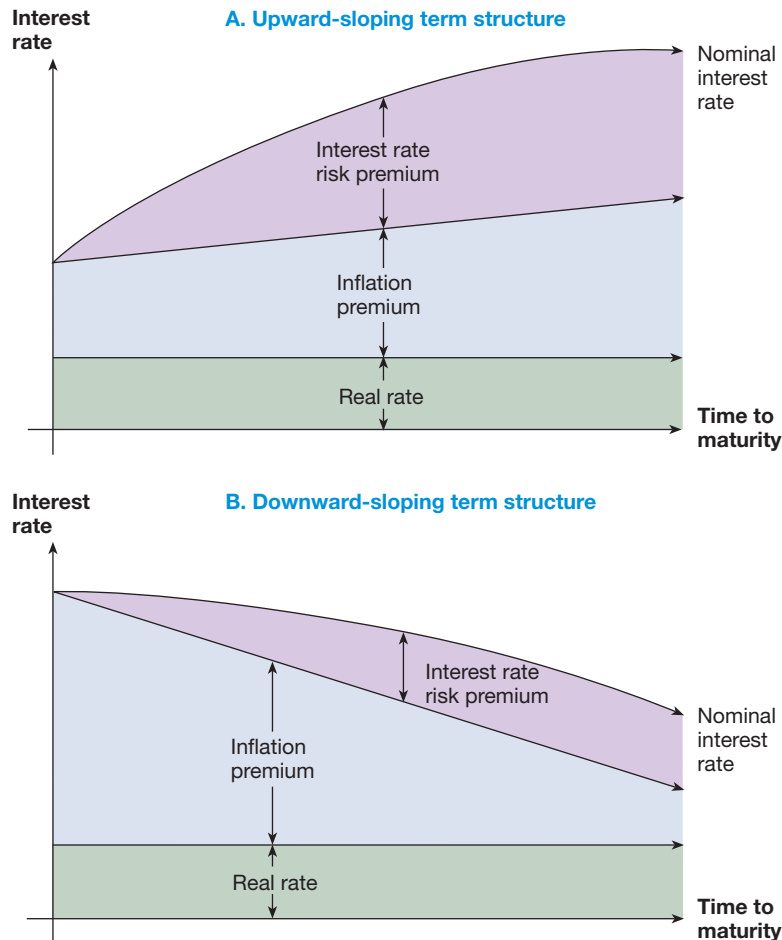 Interest
rate
A. Upward-sloping term structure
Nominal
interest
rate
Interest rate
risk premium
Inflation
premium
Real rate
Time to
maturity
Interest
rate
B. Downward-sloping term structure
Interest rate
risk premium
Nominal
interest
rate
Inflation
premium
Real rate
Time to
maturity